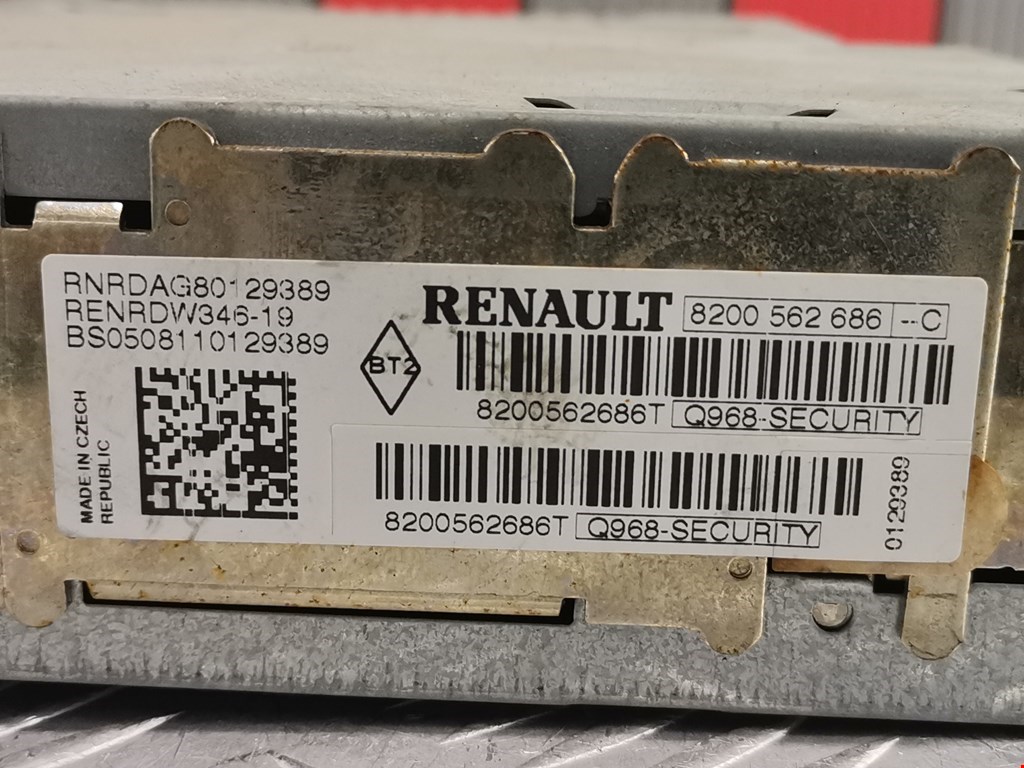 RNRDAG80129389
RENRDW346-19
BS0508110129389
MADE IN CZECH
REPUBLIC
BT2
RENAULT 8200 562 686 --C
8200562686T Q968-SECURITY
8200562686T Q968-SECURITY
0129389